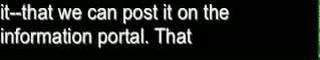 it--that we can post it on the
information portal. That